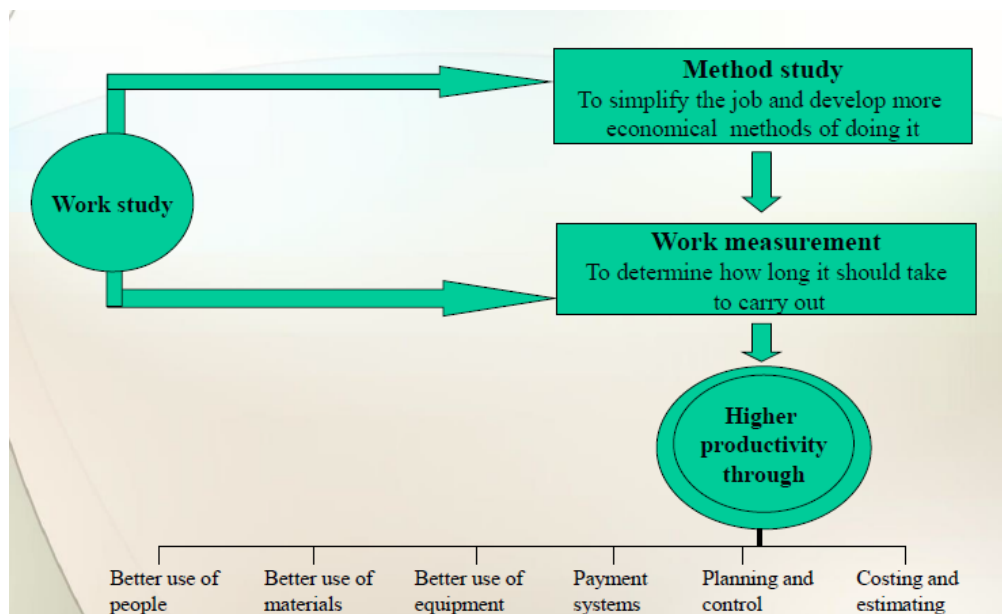 Method study
To simplify the job and develop more
economical methods of doing it
Work study
Work measurement
To determine how long it should take
to carry out
Higher
productivity
through
Better use of
people
Better use of
materials
Better use of
equipment
Payment
systems
Planning and
control
Costing and
estimating